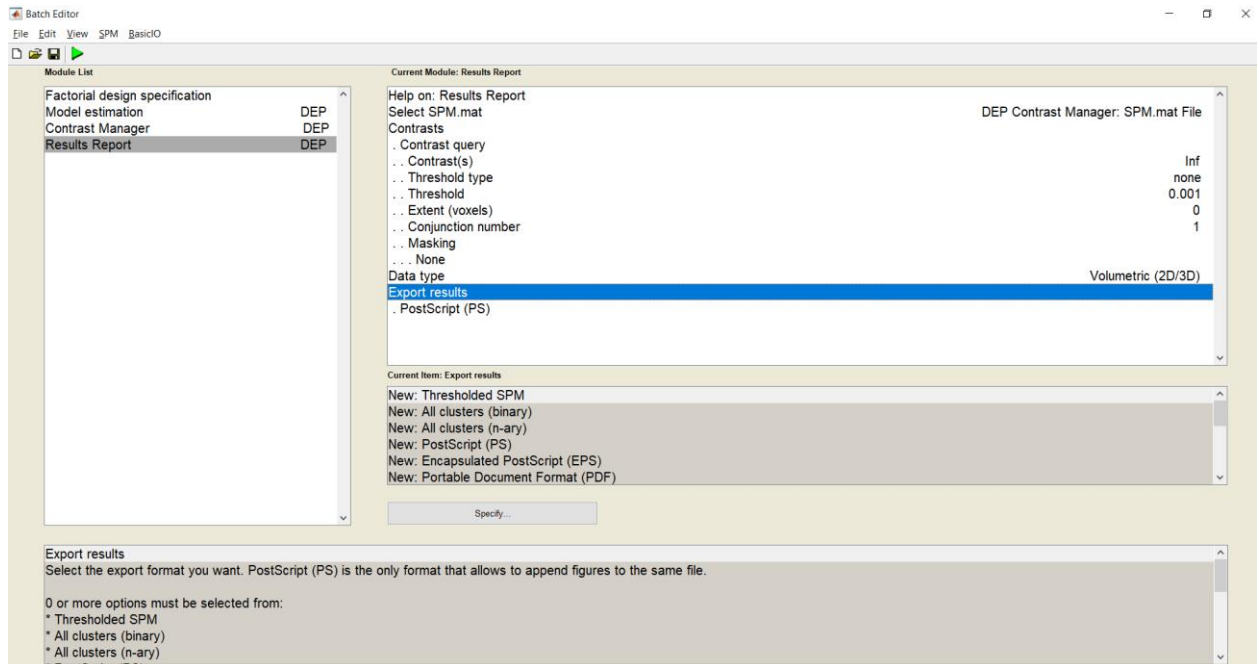 Batch Editor
File Edit View SPM BasicIO
Module List
Factorial design specification
Model estimation DEP
Contrast Manager DEP
Results Report DEP
Current Module: Results Report
Help on: Results Report
Select SPM.mat DEP Contrast Manager: SPM.mat File
Contrasts
. Contrast query
. . Contrast(s) Inf
. . Threshold type none
. . Threshold 0.001
. . Extent (voxels) 0
. . Conjunction number 1
. . Masking
. . . None
Data type Volumetric (2D/3D)
Export results
. PostScript (PS)
Current Item: Export results
New: Thresholded SPM
New: All clusters (binary)
New: All clusters (n-ary)
New: PostScript (PS)
New: Encapsulated PostScript (EPS)
New: Portable Document Format (PDF)
Specify...
Export results
Select the export format you want. PostScript (PS) is the only format that allows to append figures to the same file.
0 or more options must be selected from:
* Thresholded SPM
* All clusters (binary)
* All clusters (n-ary)